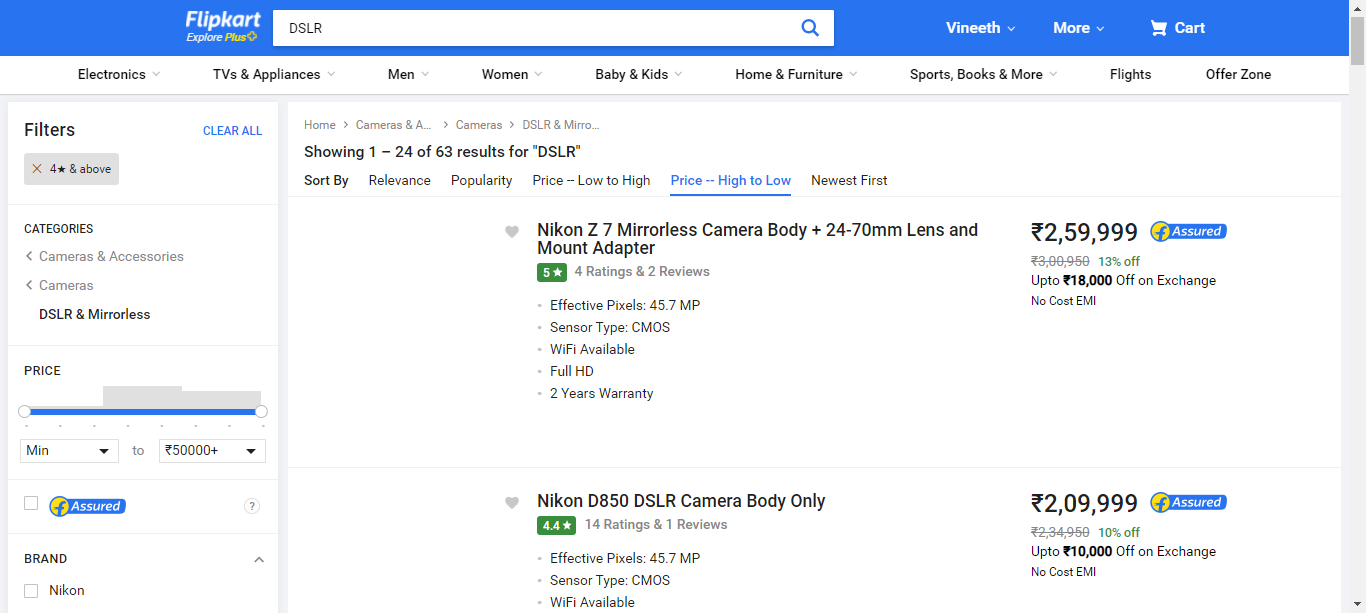 Flipkart
Explore Plus
DSLR
Vineeth
More
Cart
Electronics
TVs & Appliances
Men
Women
Baby & Kids
Home & Furniture
Sports, Books & More
Flights
Offer Zone
Filters
CLEAR ALL
4★ & above
CATEGORIES
Cameras & Accessories
Cameras
DSLR & Mirrorless
PRICE
Min
to
₹50000+
Assured
?
BRAND
Nikon
Home > Cameras & A... > Cameras > DSLR & Mirro...
Showing 1 – 24 of 63 results for "DSLR"
Sort By
Relevance
Popularity
Price -- Low to High
Price -- High to Low
Newest First
Nikon Z 7 Mirrorless Camera Body + 24-70mm Lens and
Mount Adapter
5★ 4 Ratings & 2 Reviews
Effective Pixels: 45.7 MP
Sensor Type: CMOS
WiFi Available
Full HD
2 Years Warranty
₹2,59,999
Assured
₹3,00,950 13% off
Upto ₹18,000 Off on Exchange
No Cost EMI
Nikon D850 DSLR Camera Body Only
4.4★ 14 Ratings & 1 Reviews
Effective Pixels: 45.7 MP
Sensor Type: CMOS
WiFi Available
₹2,09,999
Assured
₹2,34,950 10% off
Upto ₹10,000 Off on Exchange
No Cost EMI